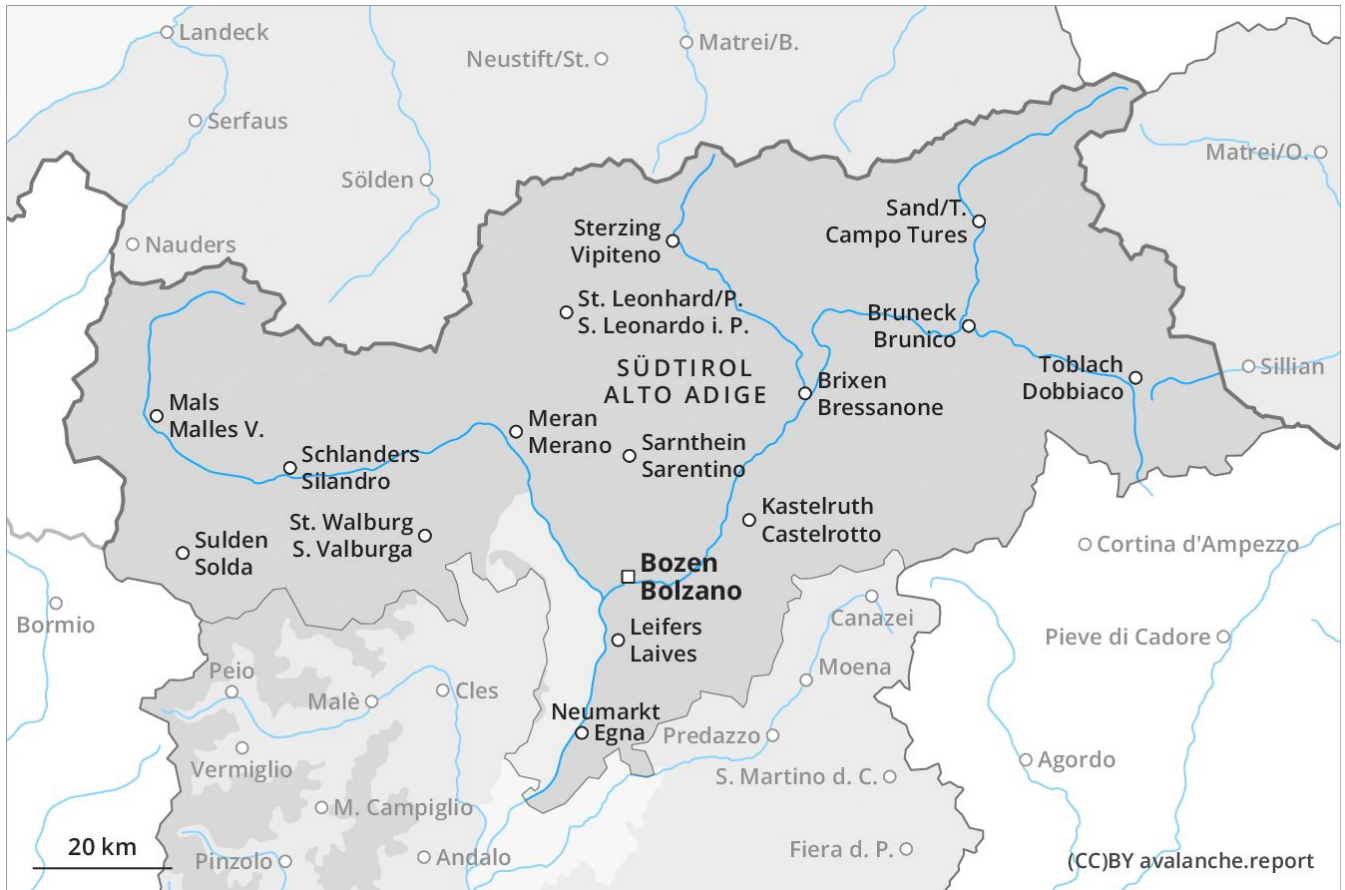 Landeck
Neustift/St.
Matrei/B.
Serfaus
Matrei/O.
Sölden
Sand/T.
Campo Tures
Sterzing
Vipiteno
Nauders
St. Leonhard/P.
S. Leonardo i. P.
Bruneck
Brunico
SÜDTIROL
ALTO ADIGE
Toblach
Dobbiaco
Sillian
Brixen
Bressanone
Mals
Malles V.
Meran
Merano
Sarnthein
Sarentino
Schlanders
Silandro
Kastelruth
Castelrotto
St. Walburg
S. Valburga
Sulden
Solda
Cortina d'Ampezzo
Bozen
Bolzano
Bormio
Canazei
Leifers
Laives
Pieve di Cadore
Peio
Moena
Malè
Cles
Neumarkt
Egna
Predazzo
Vermiglio
S. Martino d. C.
Agordo
M. Campiglio
20 km
Pinzolo
Andalo
Fiera d. P.
(CC)BY avalanche.report